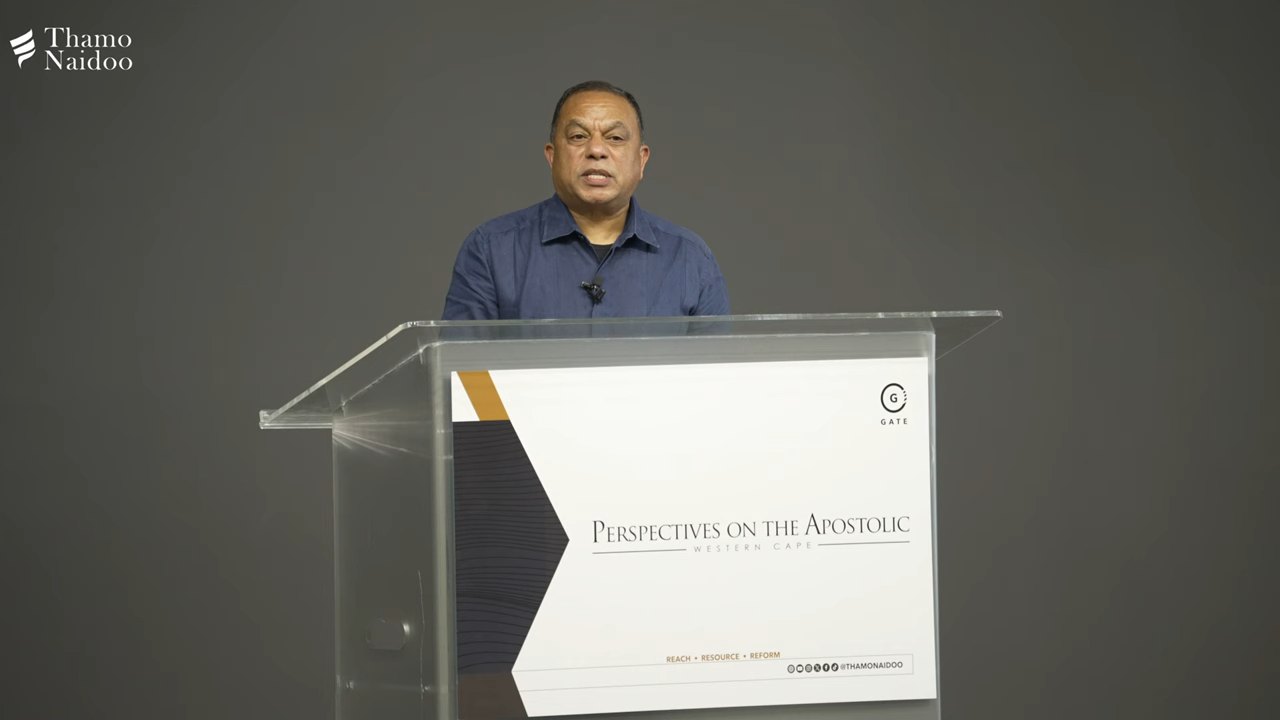 Thamo
Naidoo
G
GATE
PERSPECTIVES ON THE APOSTOLIC
WESTERN CAPE
REACH • RESOURCE • REFORM
@THAMONAIDOO